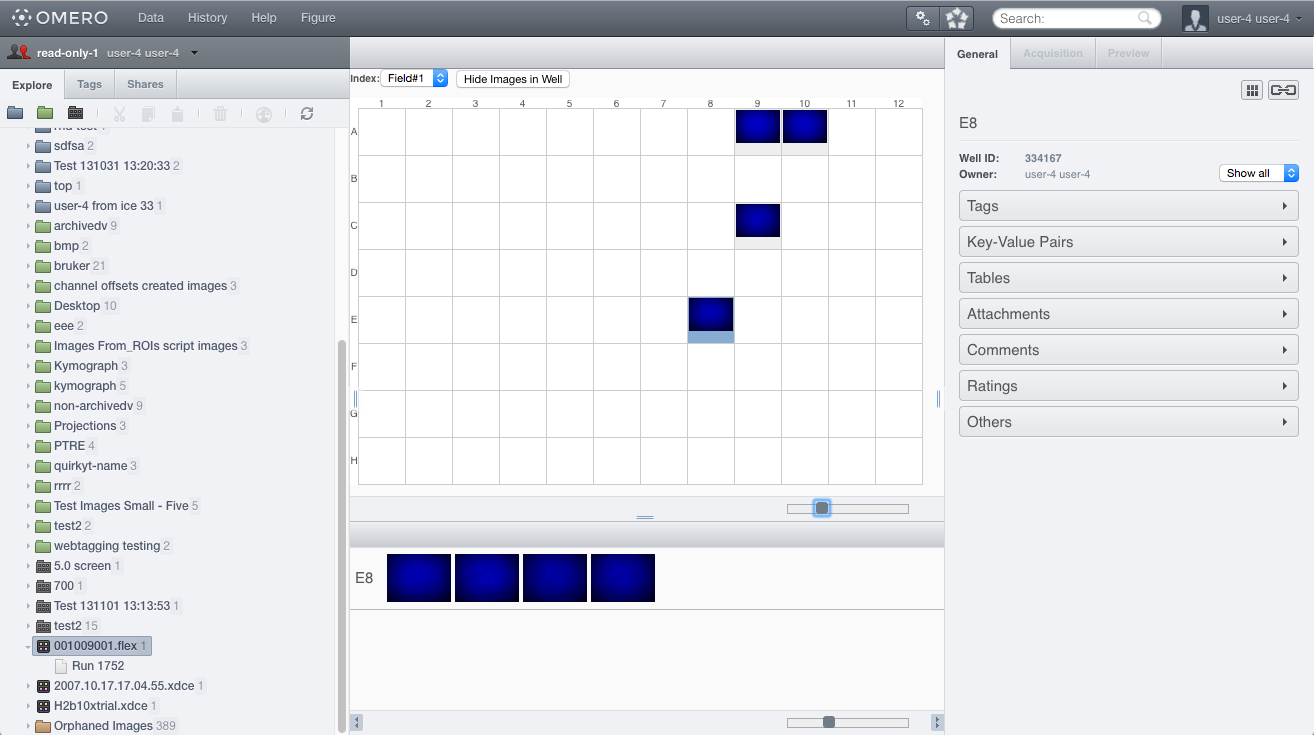 OMERO Data History Help Figure Search: user-4 user-4
read-only-1 user-4 user-4
Explore Tags Shares
sdfsa 2
Test 131031 13:20:33 2
top 1
user-4 from ice 33 1
archivedv 9
bmp 2
bruker 21
channel offsets created images 3
Desktop 10
eee 2
Images From_ROIs script images 3
Kymograph 3
kymograph 5
non-archivedv 9
Projections 3
PTRE 4
quirkyt-name 3
rrrr 2
Test Images Small - Five 5
test2 2
webtagging testing 2
5.0 screen 1
700 1
Test 131101 13:13:53 1
test2 15
001009001.flex 1
Run 1752
2007.10.17.17.04.55.xdce 1
H2b10xtrial.xdce 1
Orphaned Images 389
Index: Field#1 Hide Images in Well
1 2 3 4 5 6 7 8 9 10 11 12
A
B
C
D
E
F
G
H
E8
General Acquisition Preview
E8
Well ID: 334167
Owner: user-4 user-4
Show all
Tags
Key-Value Pairs
Tables
Attachments
Comments
Ratings
Others